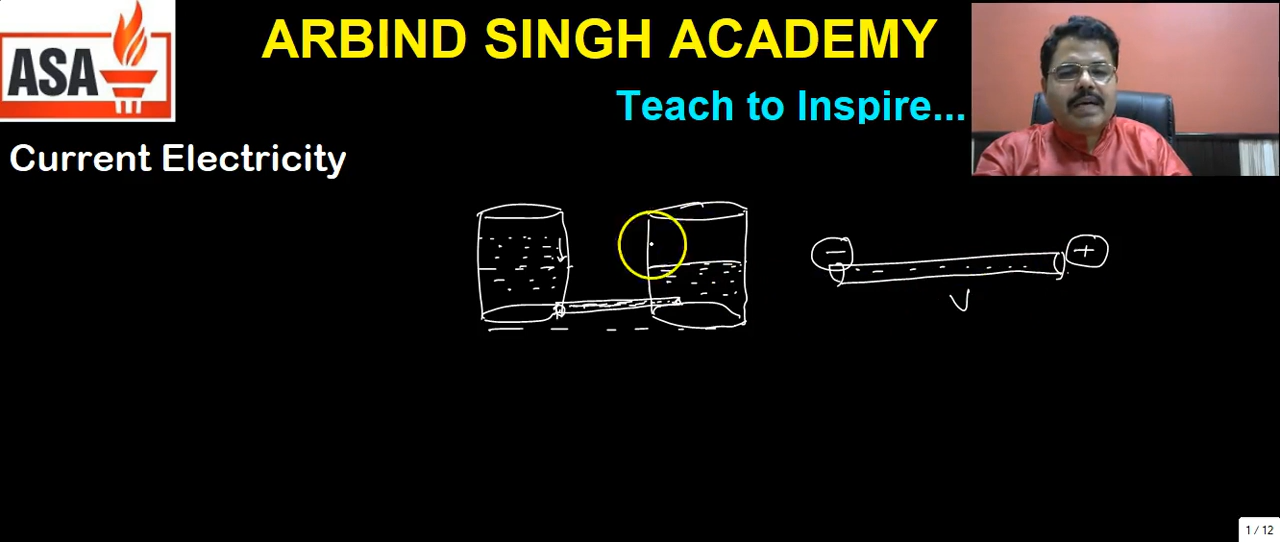 ASA
ARBIND SINGH ACADEMY
Teach to Inspire...
Current Electricity
−
+
V
1 / 12